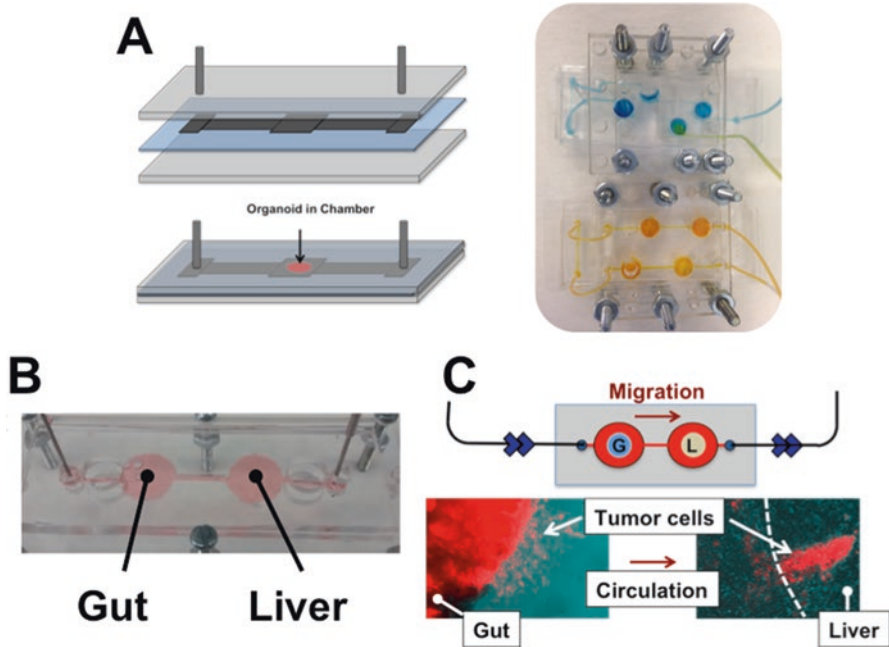 A
Organoid in Chamber
B
Gut
Liver
C
Migration
G
L
Tumor cells
Circulation
Gut
Liver